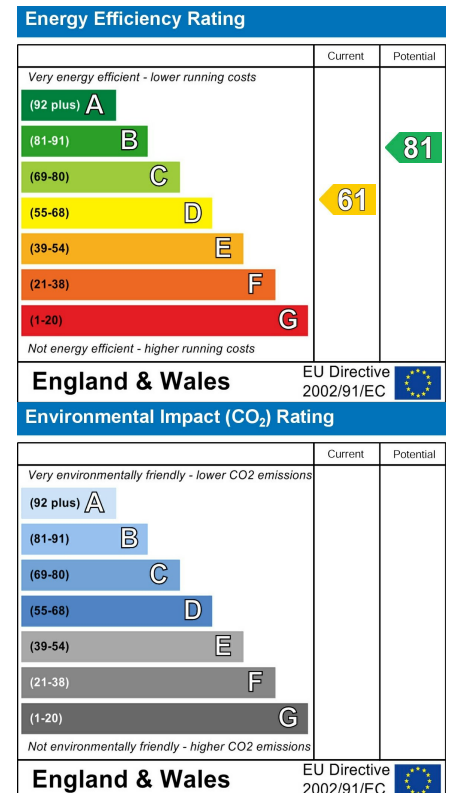 Energy Efficiency Rating
Current Potential
Very energy efficient - lower running costs
(92 plus) A
(81-91) B
81
(69-80) C
61
(55-68) D
(39-54) E
(21-38) F
(1-20) G
Not energy efficient - higher running costs
England & Wales
EU Directive
2002/91/EC
Environmental Impact (CO₂) Rating
Current Potential
Very environmentally friendly - lower CO2 emissions
(92 plus) A
(81-91) B
(69-80) C
(55-68) D
(39-54) E
(21-38) F
(1-20) G
Not environmentally friendly - higher CO2 emissions
England & Wales
EU Directive
2002/91/EC